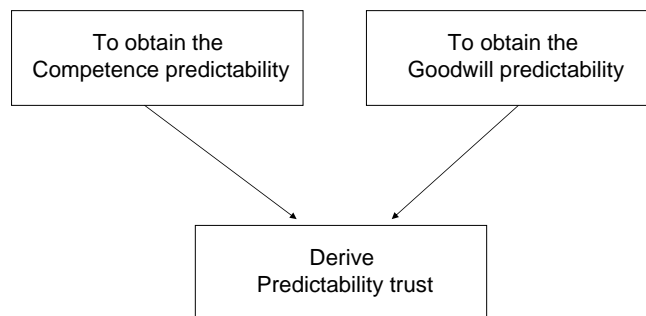 To obtain the
Competence predictability
To obtain the
Goodwill predictability
Derive
Predictability trust